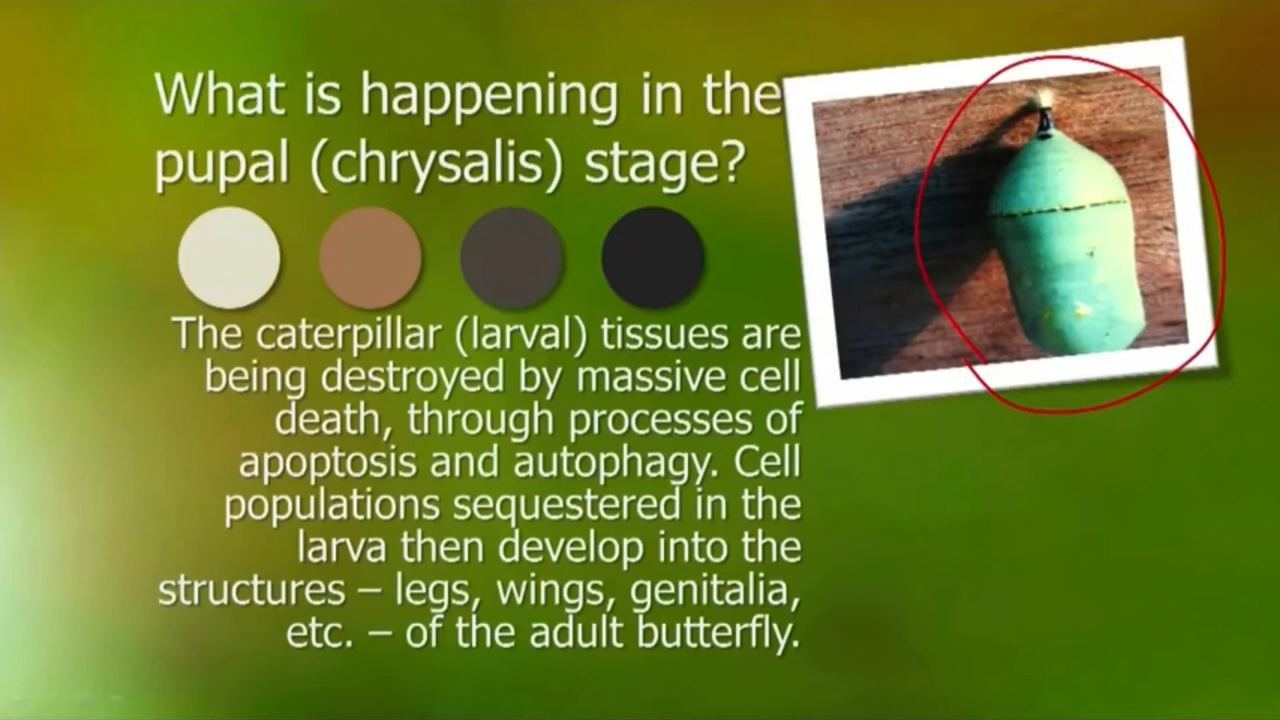 What is happening in the
pupal (chrysalis) stage?
The caterpillar (larval) tissues are
being destroyed by massive cell
death, through processes of
apoptosis and autophagy. Cell
populations sequestered in the
larva then develop into the
structures – legs, wings, genitalia,
etc. – of the adult butterfly.